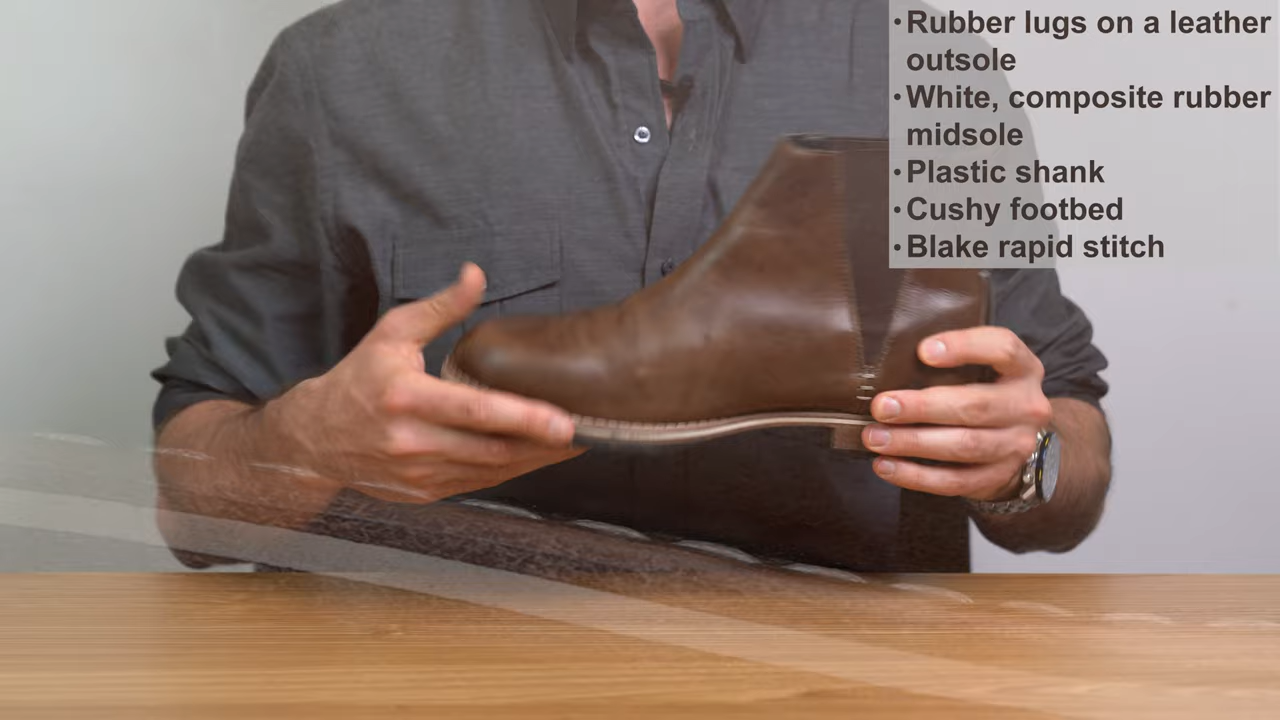 •Rubber lugs on a leather
outsole
•White, composite rubber
midsole
•Plastic shank
•Cushy footbed
•Blake rapid stitch